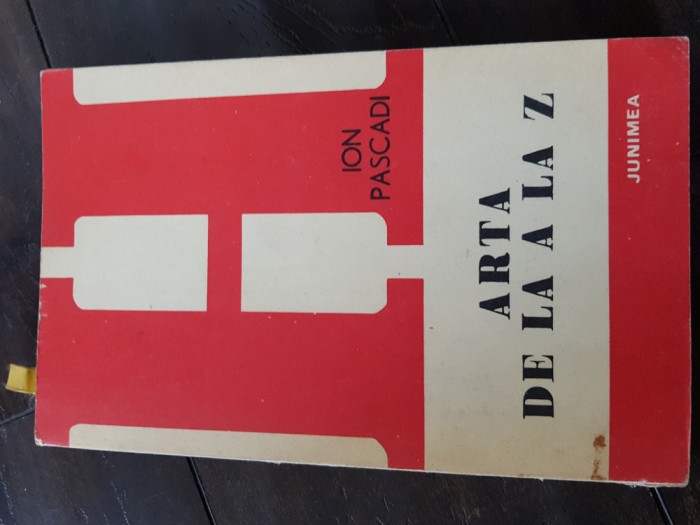 ION
PASCADI
ARTA
DE LA A LA Z
JUNIMEA